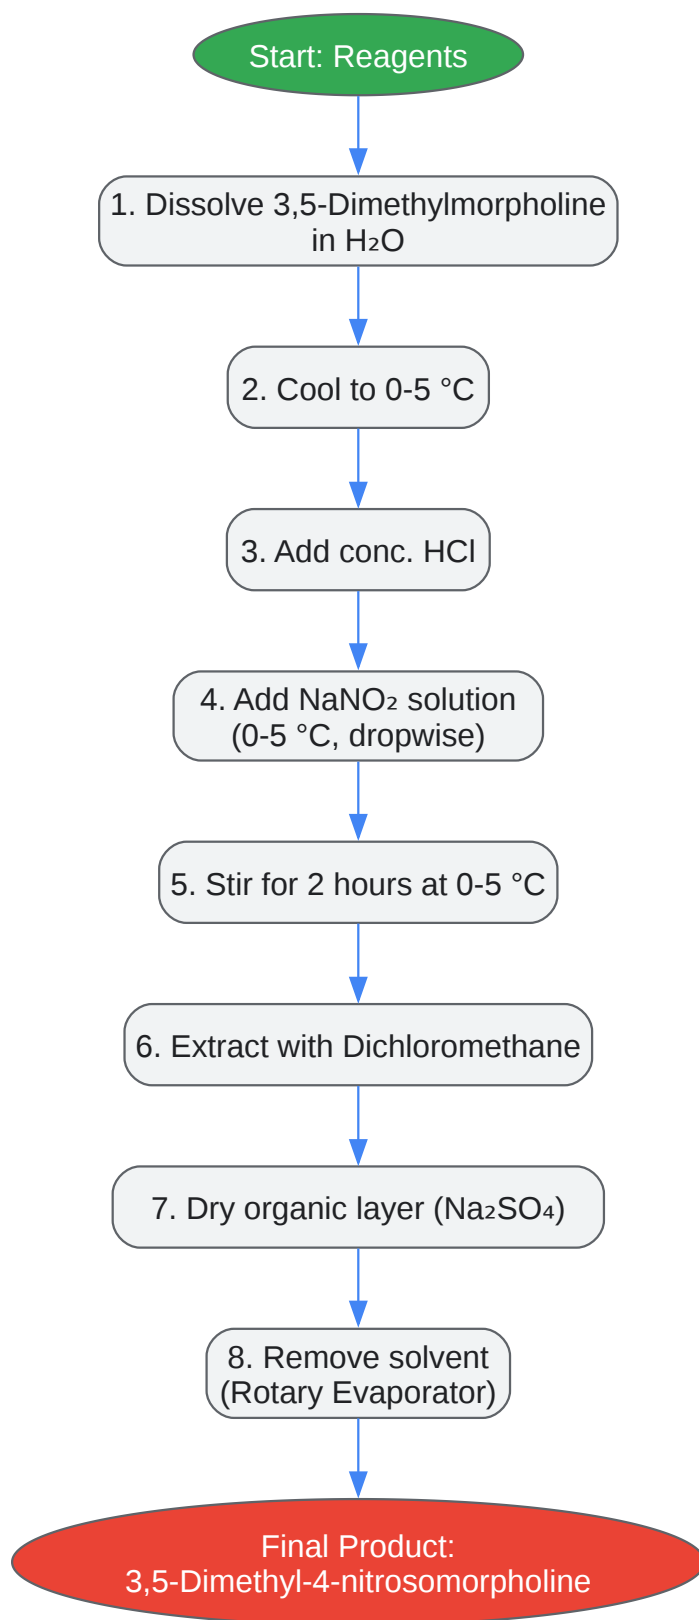 Start: Reagents
1. Dissolve 3,5-Dimethylmorpholine
in H₂O
2. Cool to 0-5 °C
3. Add conc. HCl
4. Add NaNO₂ solution
(0-5 °C, dropwise)
5. Stir for 2 hours at 0-5 °C
6. Extract with Dichloromethane
7. Dry organic layer (Na₂SO₄)
8. Remove solvent
(Rotary Evaporator)
Final Product:
3,5-Dimethyl-4-nitrosomorpholine